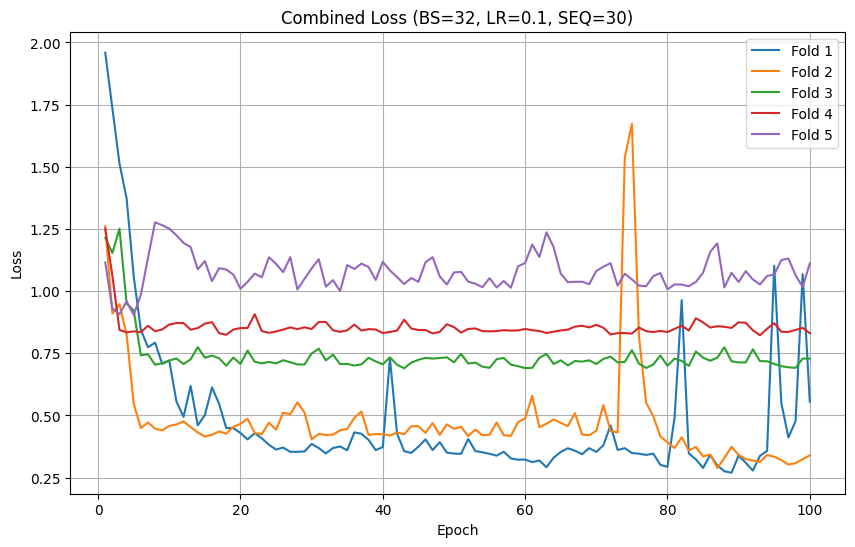 Combined Loss (BS=32, LR=0.1, SEQ=30)
Loss
2.00
1.75
1.50
1.25
1.00
0.75
0.50
0.25
Fold 1
Fold 2
Fold 3
Fold 4
Fold 5
0
20
40
60
80
100
Epoch